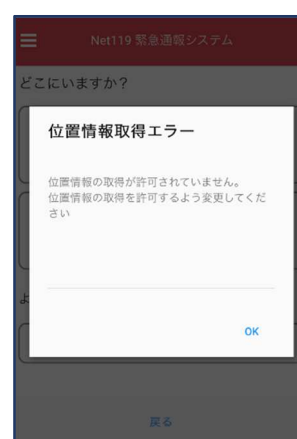 Net119 緊急通報システム
どこにいますか？
位置情報取得エラー
位置情報の取得が許可されていません。
位置情報の取得を許可するよう変更してくだ
さい
よ
OK
戻る